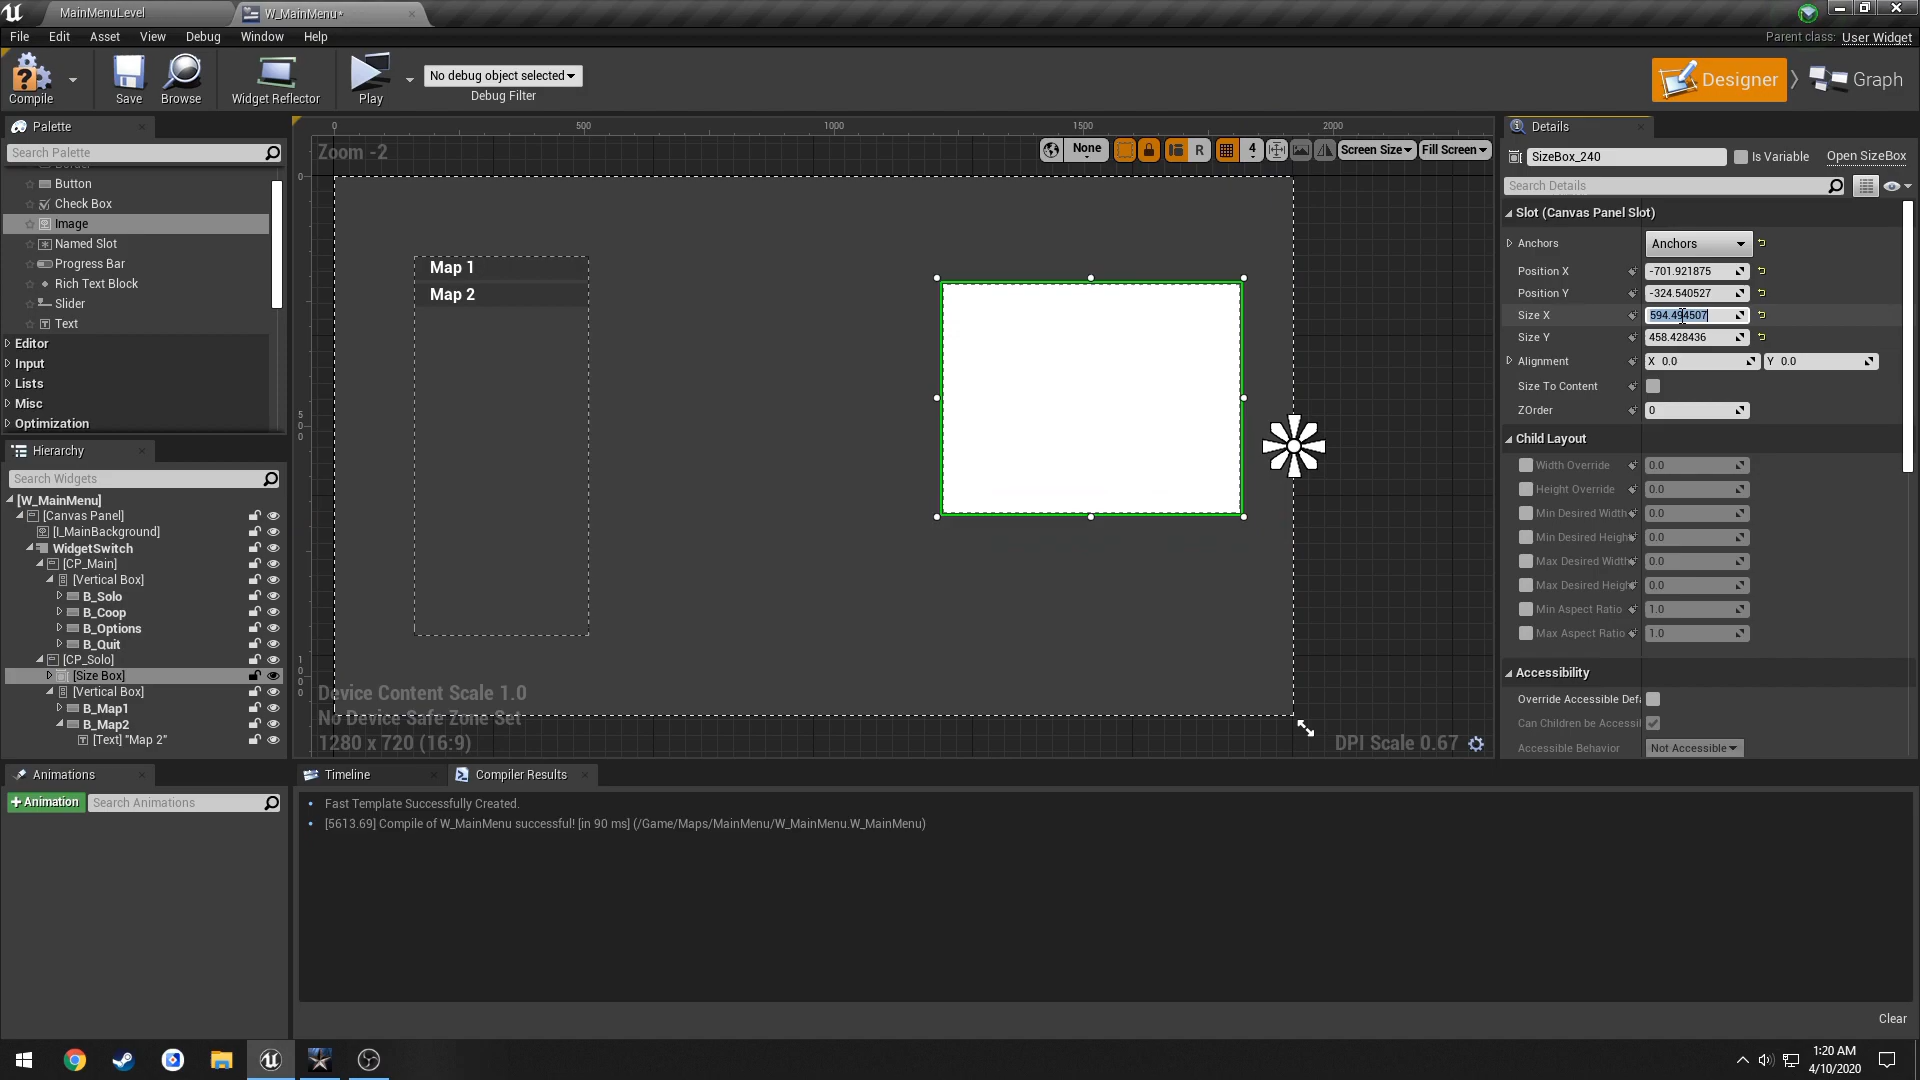 MainMenuLevel
W_MainMenu*
File Edit Asset View Debug Window Help
Parent class: User Widget
Compile
Save
Browse
Widget Reflector
Play
No debug object selected
Debug Filter
Designer
Graph
Palette
Search Palette
Button
Check Box
Image
Named Slot
Progress Bar
Rich Text Block
Slider
Text
Editor
Input
Lists
Misc
Optimization
Hierarchy
Search Widgets
[W_MainMenu]
[Canvas Panel]
[I_MainBackground]
WidgetSwitch
[CP_Main]
[Vertical Box]
B_Solo
B_Coop
B_Options
B_Quit
[CP_Solo]
[Size Box]
[Vertical Box]
B_Map1
B_Map2
[Text] "Map 2"
Animations
+Animation
Search Animations
0 500 1000 1500 2000
Zoom -2
None
R
4
Screen Size
Fill Screen
0
5
0
0
1
0
0
0
Map 1
Map 2
Device Content Scale 1.0
No Device Safe Zone Set
1280 x 720 (16:9)
DPI Scale 0.67
Details
SizeBox_240
Is Variable
Open SizeBox
Search Details
Slot (Canvas Panel Slot)
Anchors Anchors
Position X -701.921875
Position Y -324.540527
Size X 594.494507
Size Y 458.428436
Alignment X 0.0 Y 0.0
Size To Content
ZOrder 0
Child Layout
Width Override 0.0
Height Override 0.0
Min Desired Width 0.0
Min Desired Height 0.0
Max Desired Width 0.0
Max Desired Heigh 0.0
Min Aspect Ratio 1.0
Max Aspect Ratio 1.0
Accessibility
Override Accessible Defa
Can Children be Accessil
Accessible Behavior Not Accessible
Timeline
Compiler Results
Fast Template Successfully Created.
[5613.69] Compile of W_MainMenu successful! [in 90 ms] (/Game/Maps/MainMenu/W_MainMenu.W_MainMenu)
Clear
1:20 AM
4/10/2020